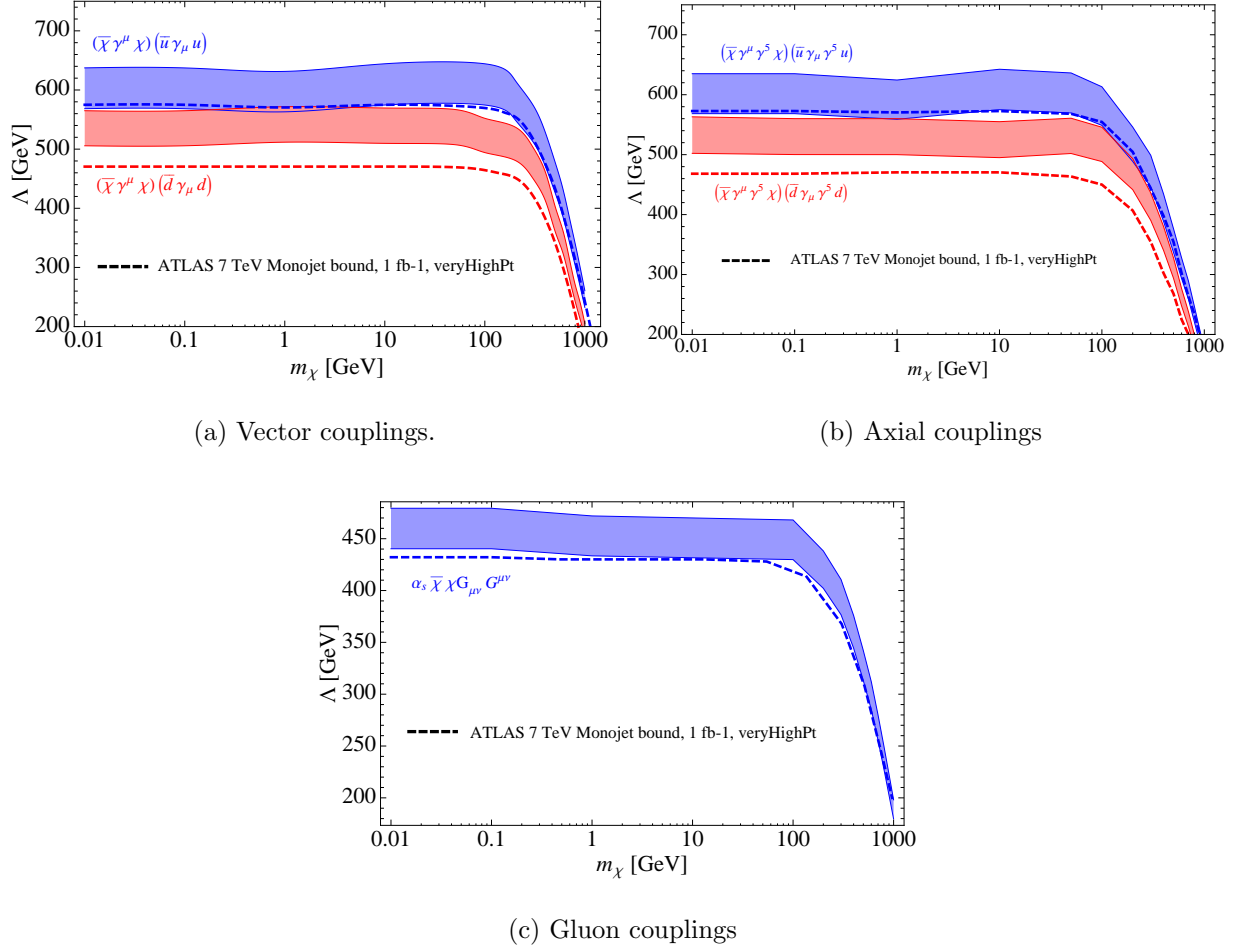 700
600
500
400
300
200
Λ [GeV]
(χ̄ γ^μ χ) (ū γ_μ u)
(χ̄ γ^μ χ) (d̄ γ_μ d)
ATLAS 7 TeV Monojet bound, 1 fb-1, veryHighPt
0.01 0.1 1 10 100 1000
m_χ [GeV]
(a) Vector couplings.
700
600
500
400
300
200
Λ [GeV]
(χ̄ γ^μ γ^5 χ) (ū γ_μ γ^5 u)
(χ̄ γ^μ γ^5 χ) (d̄ γ_μ γ^5 d)
ATLAS 7 TeV Monojet bound, 1 fb-1, veryHighPt
0.01 0.1 1 10 100 1000
m_χ [GeV]
(b) Axial couplings
450
400
350
300
250
200
Λ [GeV]
α_s χ̄ χ G_μν G^μν
ATLAS 7 TeV Monojet bound, 1 fb-1, veryHighPt
0.01 0.1 1 10 100 1000
m_χ [GeV]
(c) Gluon couplings